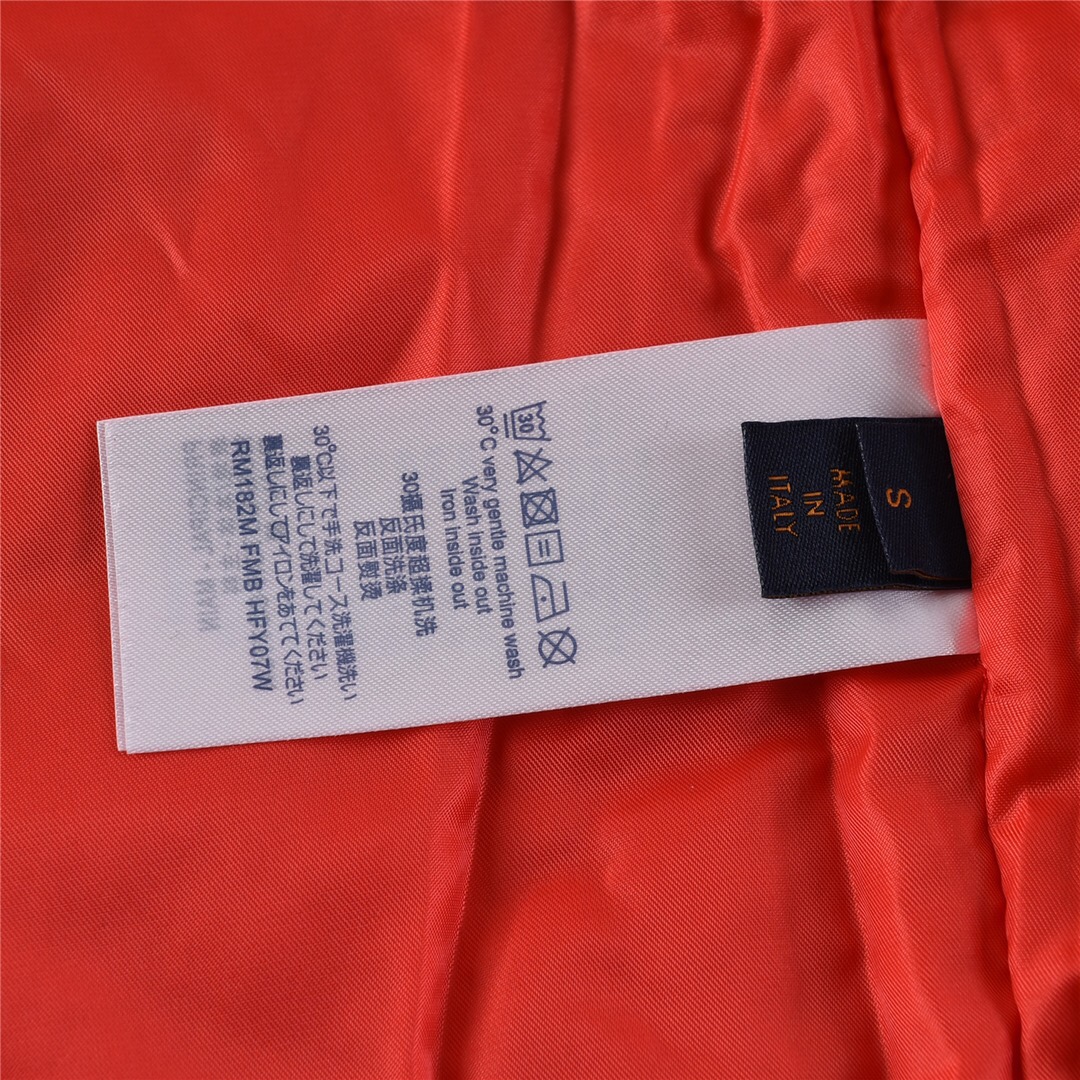 30
30°C very gentle machine wash
Wash inside out
Iron Inside out
30攝氏度超操机洗
反面洗涤
反面熨烫
30℃以下で手洗コース洗濯機洗い
裏返しにして洗濯してください
裏返しにしてアイロンをあててください
RM182M FMB HFY07W
S
MADE
IN
ITALY